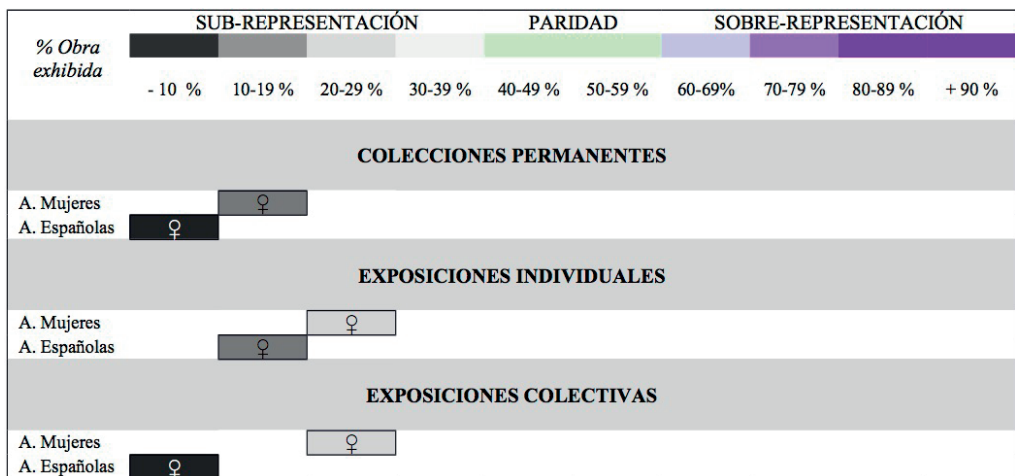 SUB-REPRESENTACIÓN PARIDAD SOBRE-REPRESENTACIÓN
% Obra
exhibida
- 10 % 10-19 % 20-29 % 30-39 % 40-49 % 50-59 % 60-69% 70-79 % 80-89 % + 90 %
COLECCIONES PERMANENTES
A. Mujeres ♀
A. Españolas ♀
EXPOSICIONES INDIVIDUALES
A. Mujeres ♀
A. Españolas ♀
EXPOSICIONES COLECTIVAS
A. Mujeres ♀
A. Españolas ♀